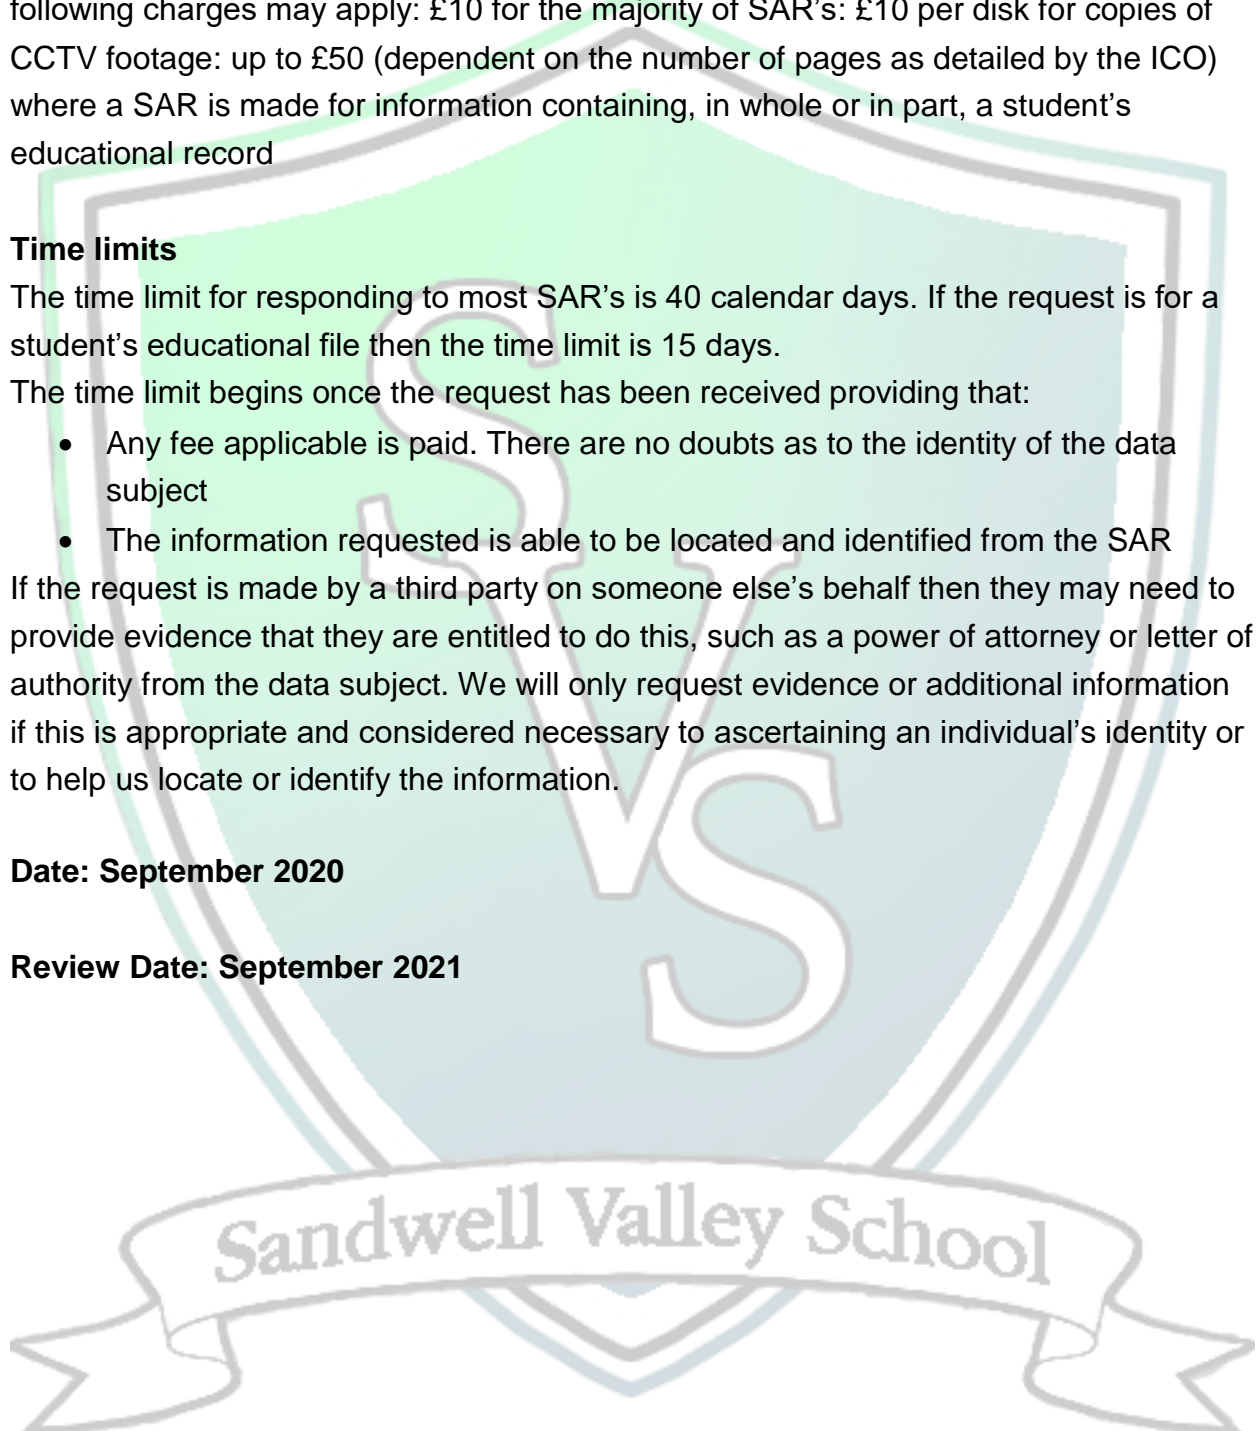 following charges may apply: £10 for the majority of SAR's: £10 per disk for copies of
CCTV footage: up to £50 (dependent on the number of pages as detailed by the ICO)
where a SAR is made for information containing, in whole or in part, a student's
educational record
Time limits
The time limit for responding to most SAR's is 40 calendar days. If the request is for a
student's educational file then the time limit is 15 days.
The time limit begins once the request has been received providing that:
• Any fee applicable is paid. There are no doubts as to the identity of the data
subject
• The information requested is able to be located and identified from the SAR
If the request is made by a third party on someone else's behalf then they may need to
provide evidence that they are entitled to do this, such as a power of attorney or letter of
authority from the data subject. We will only request evidence or additional information
if this is appropriate and considered necessary to ascertaining an individual's identity or
to help us locate or identify the information.
Date: September 2020
Review Date: September 2021
SVS
Sandwell Valley School